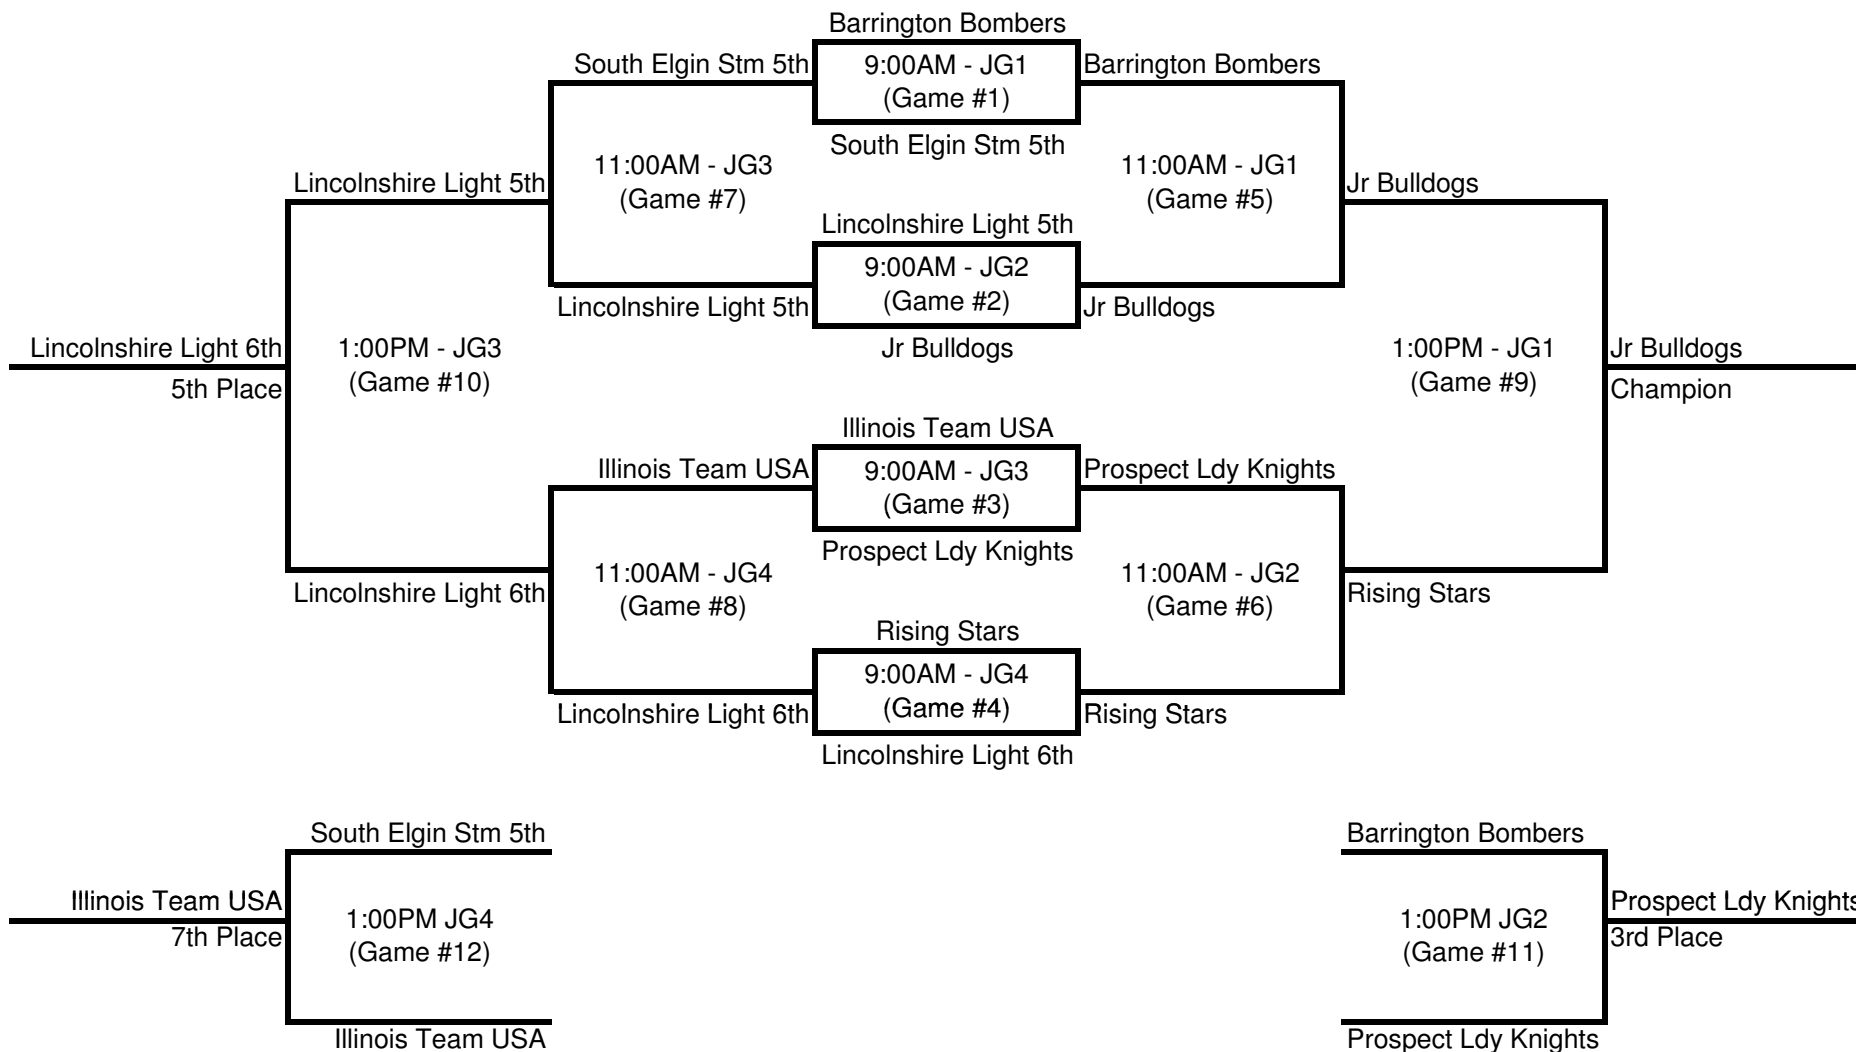 Barrington Bombers
South Elgin Stm 5th
9:00AM - JG1
Barrington Bombers
(Game #1)
South Elgin Stm 5th
11:00AM - JG3
11:00AM - JG1
Lincolnshire Light 5th
(Game #7)
(Game #5)
Jr Bulldogs
Lincolnshire Light 5th
9:00AM - JG2
(Game #2)
Lincolnshire Light 5th
Jr Bulldogs
Lincolnshire Light 6th
1:00PM - JG3
Jr Bulldogs
1:00PM - JG1
Jr Bulldogs
5th Place
(Game #10)
(Game #9)
Champion
Illinois Team USA
Illinois Team USA
9:00AM - JG3
Prospect Ldy Knights
(Game #3)
Prospect Ldy Knights
11:00AM - JG4
11:00AM - JG2
Lincolnshire Light 6th
(Game #8)
(Game #6)
Rising Stars
Rising Stars
9:00AM - JG4
(Game #4)
Lincolnshire Light 6th
Rising Stars
Lincolnshire Light 6th
South Elgin Stm 5th
Barrington Bombers
Illinois Team USA
1:00PM JG4
1:00PM JG2
Prospect Ldy Knights
7th Place
(Game #12)
(Game #11)
3rd Place
Illinois Team USA
Prospect Ldy Knights